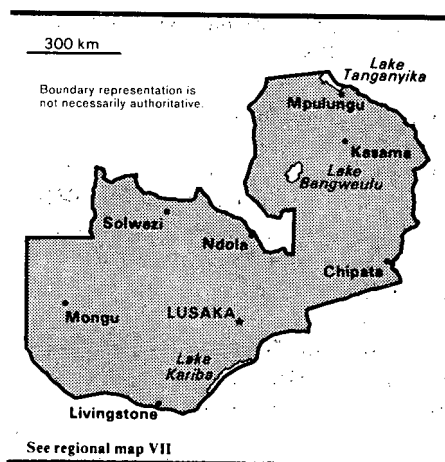 300 km
Boundary representation is
not necessarily authoritative.
Lake
Tanganyika
Mpulungu
Kasama
Lake
Bangweulu
Solwezi
Ndola
Chipata
Mongu
LUSAKA
Lake
Kariba
Livingstone
See regional map VII